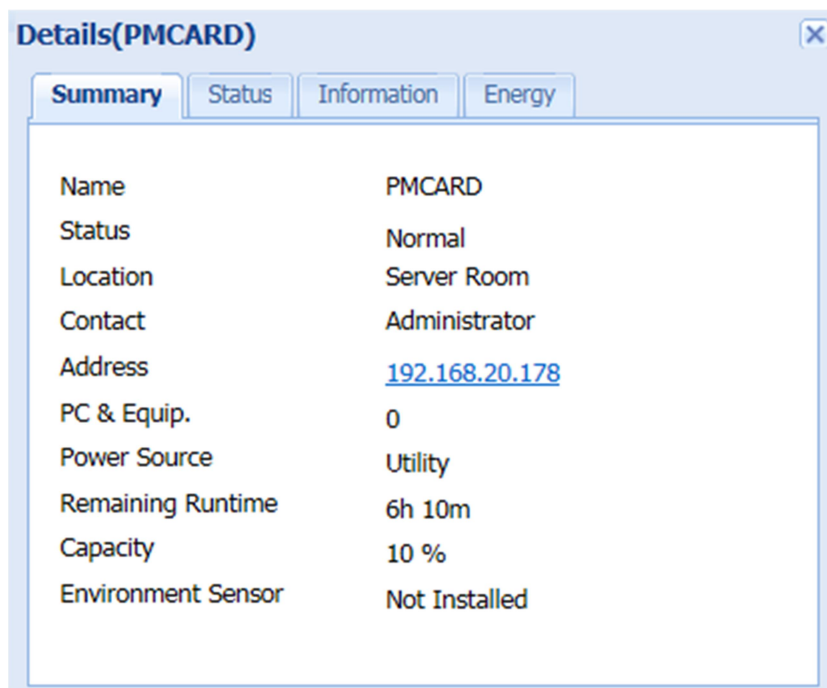 Details(PMCARD)
Summary Status Information Energy
Name PMCARD
Status Normal
Location Server Room
Contact Administrator
Address 192.168.20.178
PC & Equip. 0
Power Source Utility
Remaining Runtime 6h 10m
Capacity 10 %
Environment Sensor Not Installed